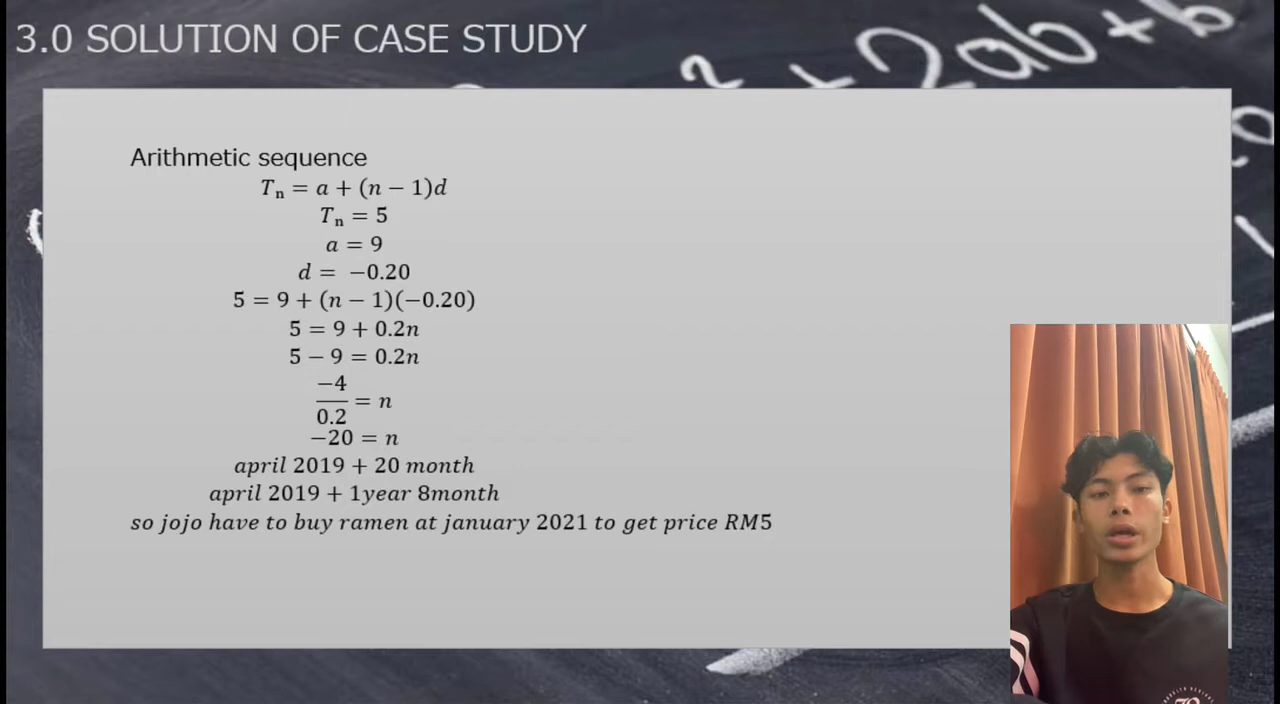 3.0 SOLUTION OF CASE STUDY
2 + 2ab + b
Arithmetic sequence
Tₙ = a + (n − 1)d
Tₙ = 5
a = 9
d = −0.20
5 = 9 + (n − 1)(−0.20)
5 = 9 + 0.2n
5 − 9 = 0.2n
−4/0.2 = n
−20 = n
april 2019 + 20 month
april 2019 + 1year 8month
so jojo have to buy ramen at january 2021 to get price RM5